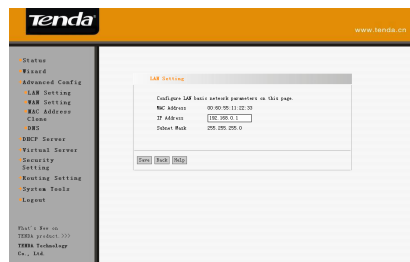 Tenda
www.tenda.cn
Status
Wizard
Advanced Config
LAN Setting
WAN Setting
MAC Address
Clone
DNS
DHCP Server
Virtual Server
Security
Setting
Routing Setting
System Tools
Logout
What's New on
TENDA product >>>
TENDA Technology
Co., Ltd.
LAN Setting
Configure LAN basic network parameters on this page.
MAC Address 00:60:55:11:22:33
IP Address 192.168.0.1
Subnet Mask 255.255.255.0
Save Back Help